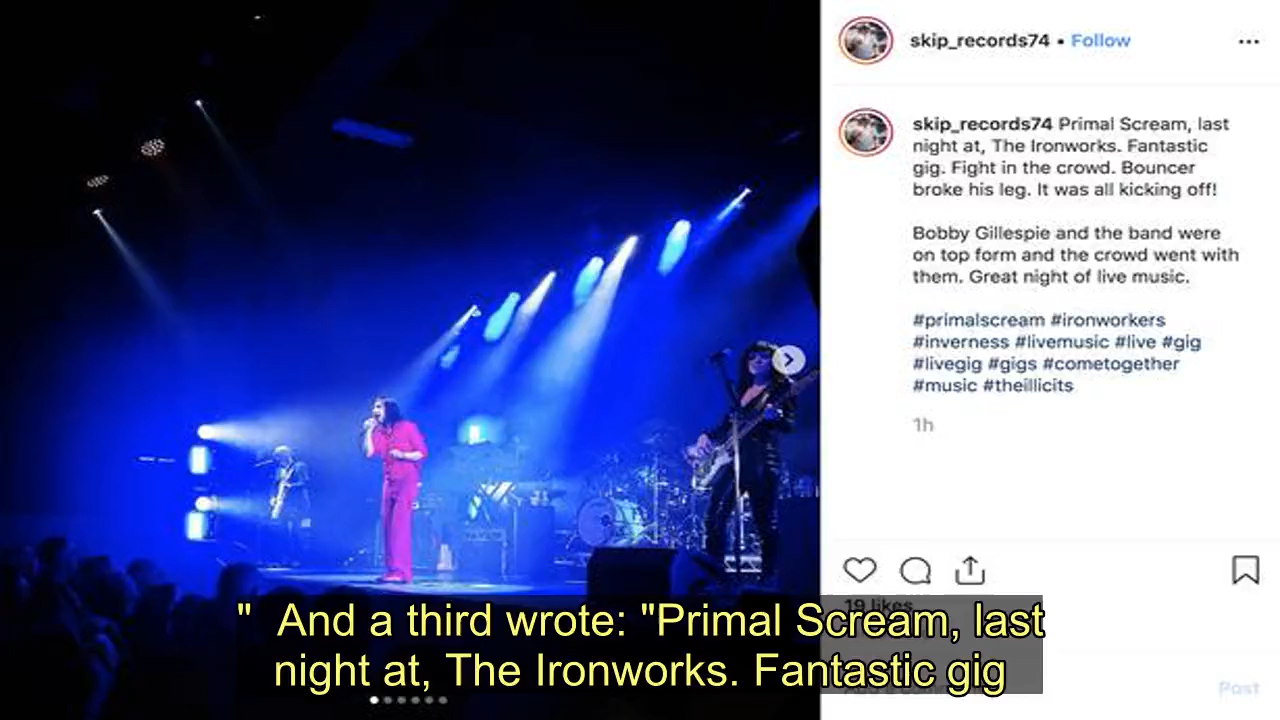 skip_records74 • Follow
skip_records74 Primal Scream, last
night at, The Ironworks. Fantastic
gig. Fight in the crowd. Bouncer
broke his leg. It was all kicking off!
Bobby Gillespie and the band were
on top form and the crowd went with
them. Great night of live music.
#primalscream #ironworkers
#inverness #livemusic #live #gig
#livegig #gigs #cometogether
#music #theillicits
1h
19 likes
" And a third wrote: "Primal Scream, last
night at, The Ironworks. Fantastic gig
Post